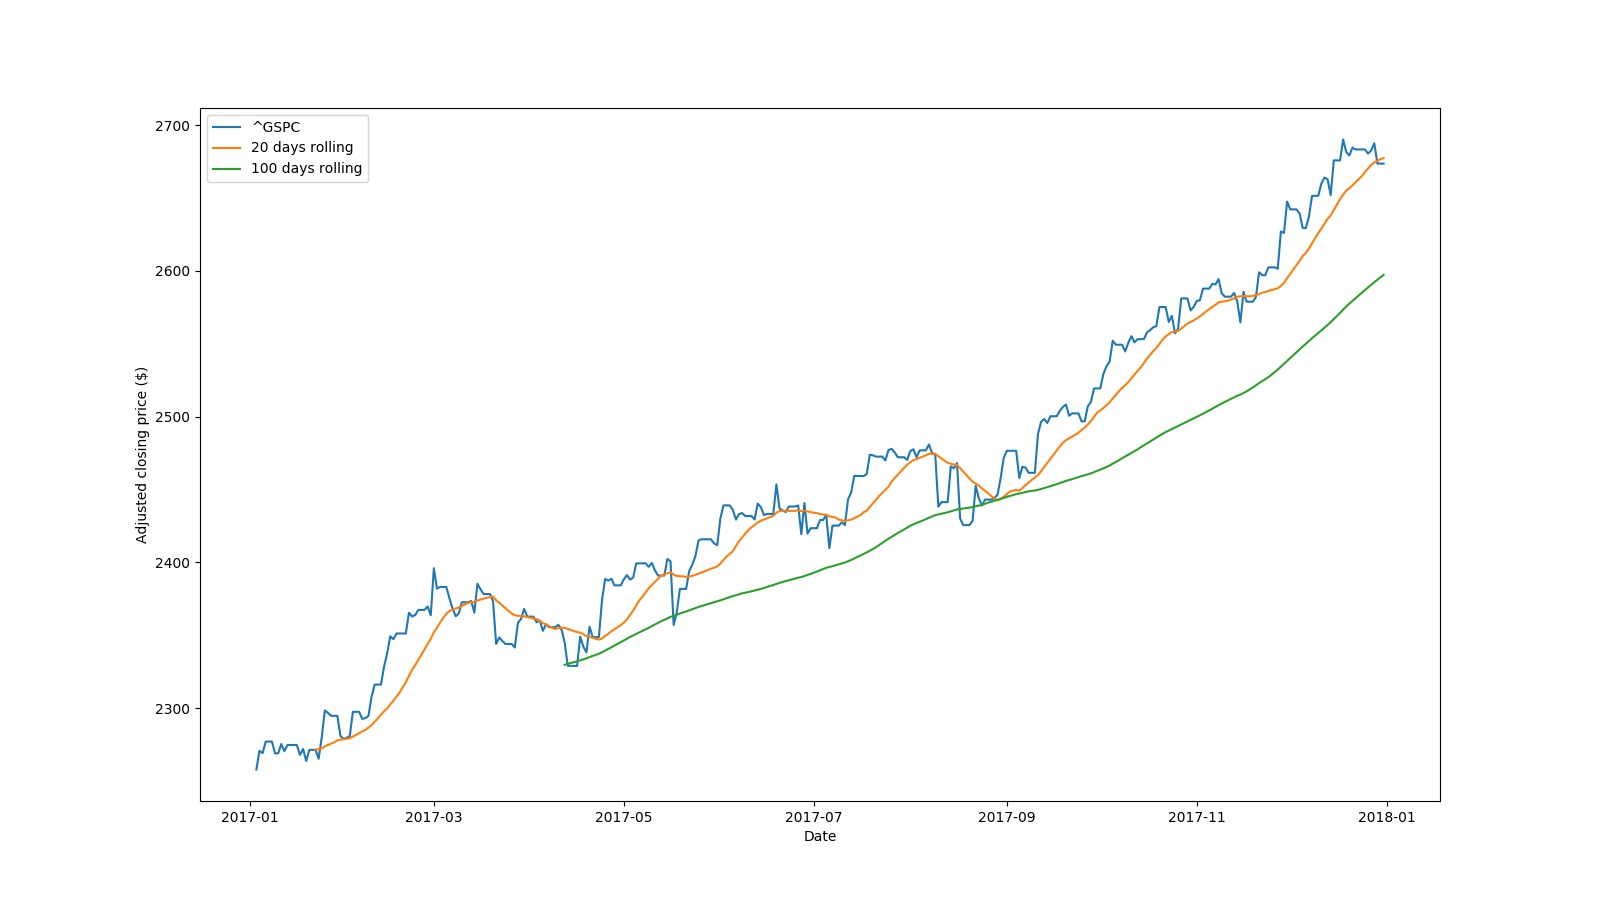 ^GSPC
20 days rolling
100 days rolling
2700
2600
2500
2400
2300
Adjusted closing price ($)
2017-01 2017-03 2017-05 2017-07 2017-09 2017-11 2018-01
Date